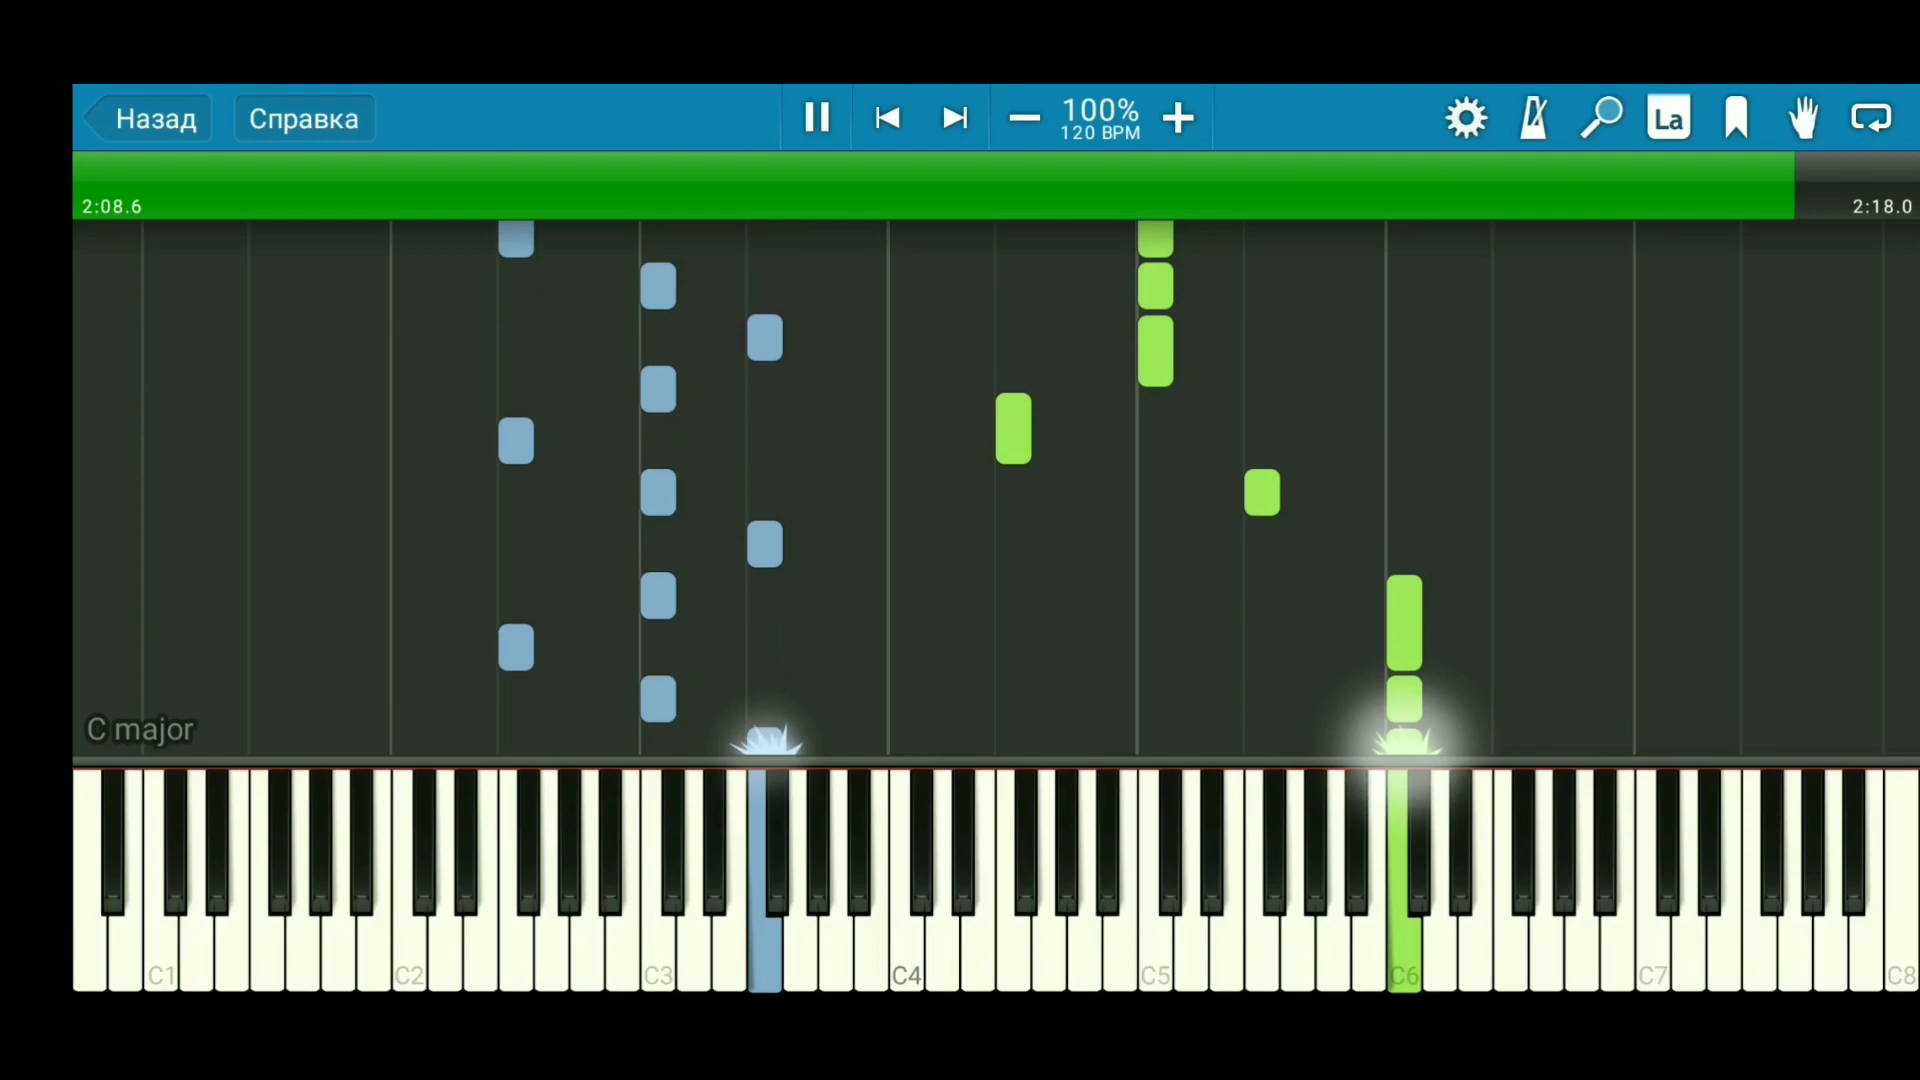 Назад
Справка
100%
120 BPM
La
2:08.6
2:18.0
C major
C1
C2
C3
C4
C5
C6
C7
C8